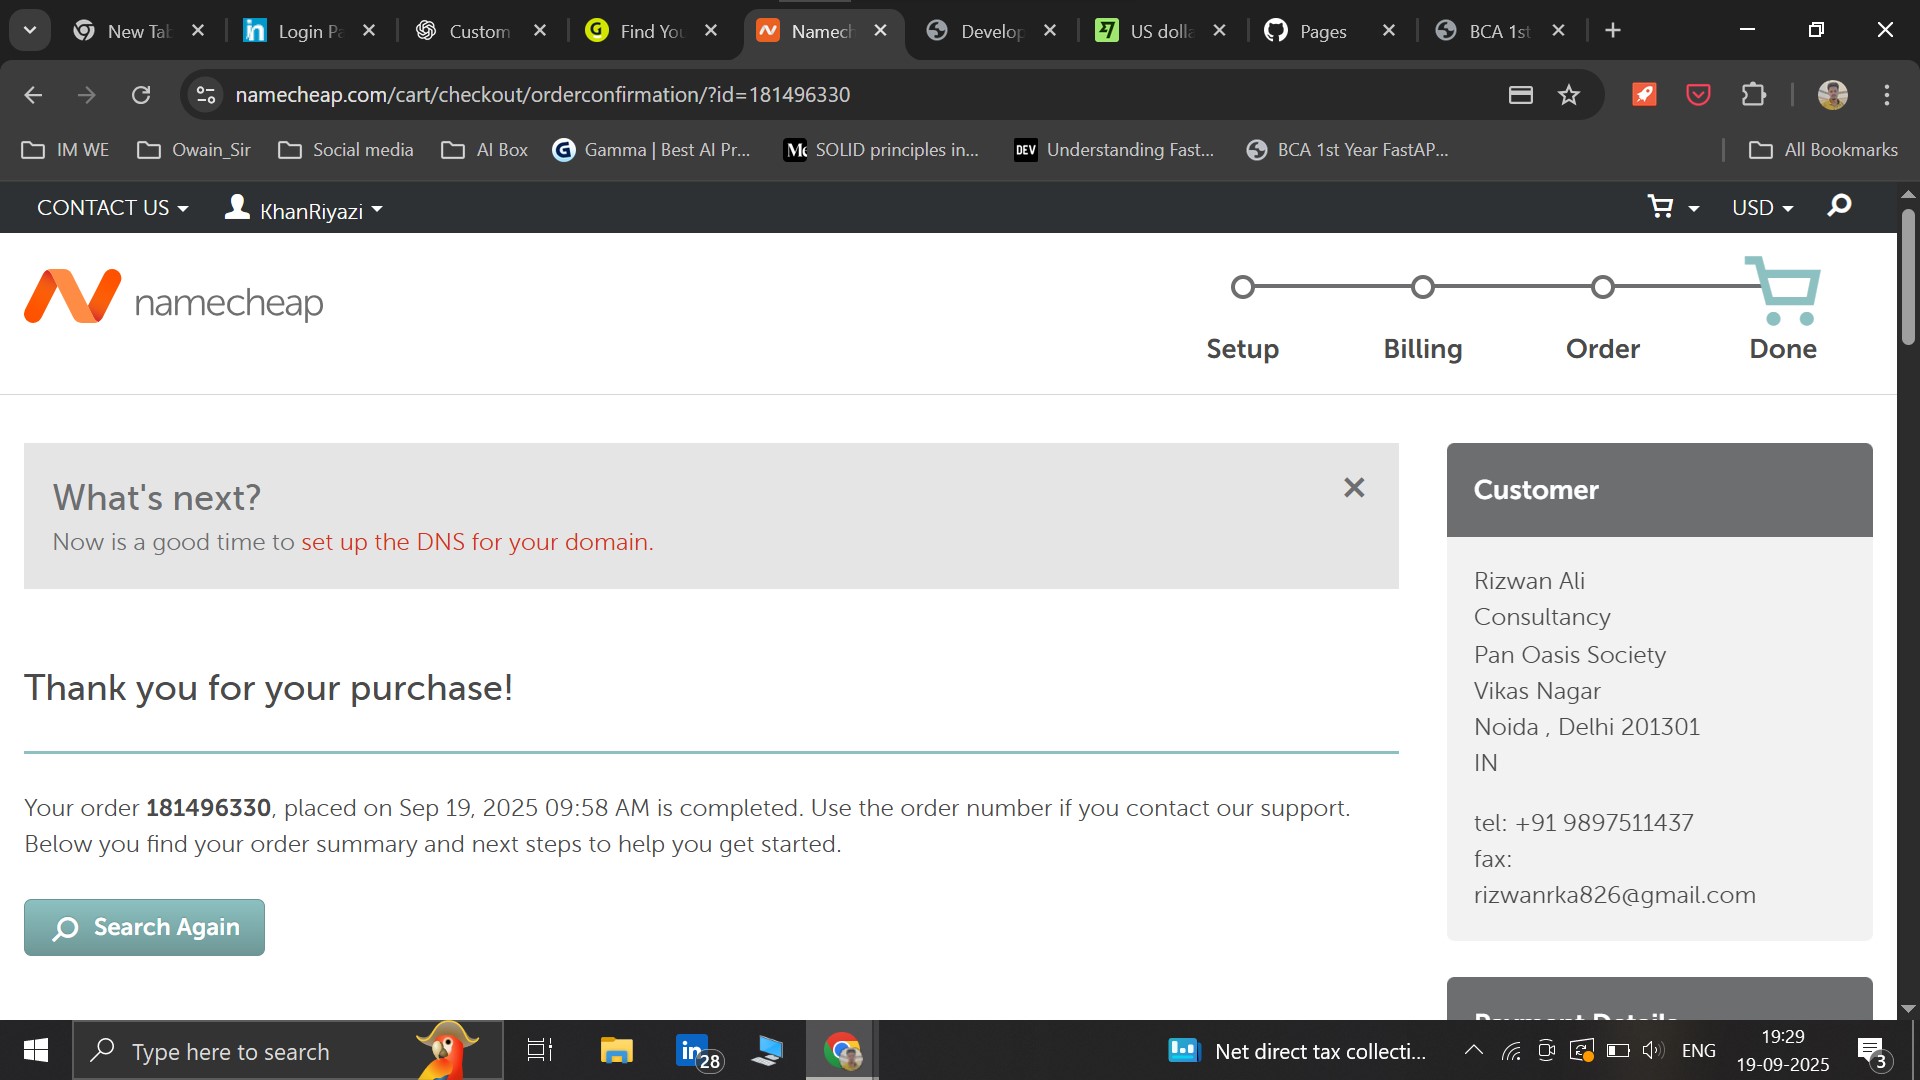 New Tab
Login Pa
Custom
Find You
Namech
Develop
US dolla
Pages
BCA 1st
namecheap.com/cart/checkout/orderconfirmation/?id=181496330
IM WE
Owain_Sir
Social media
AI Box
Gamma | Best AI Pr...
SOLID principles in...
DEV
Understanding Fast...
BCA 1st Year FastAP...
All Bookmarks
CONTACT US
KhanRiyazi
USD
namecheap
Setup
Billing
Order
Done
What's next?
Now is a good time to set up the DNS for your domain.
Thank you for your purchase!
Your order 181496330, placed on Sep 19, 2025 09:58 AM is completed. Use the order number if you contact our support.
Below you find your order summary and next steps to help you get started.
Search Again
Customer
Rizwan Ali
Consultancy
Pan Oasis Society
Vikas Nagar
Noida , Delhi 201301
IN
tel: +91 9897511437
fax:
rizwanrka826@gmail.com
Payment Details
Type here to search
in
28
Net direct tax collecti...
ENG
19:29
19-09-2025
3